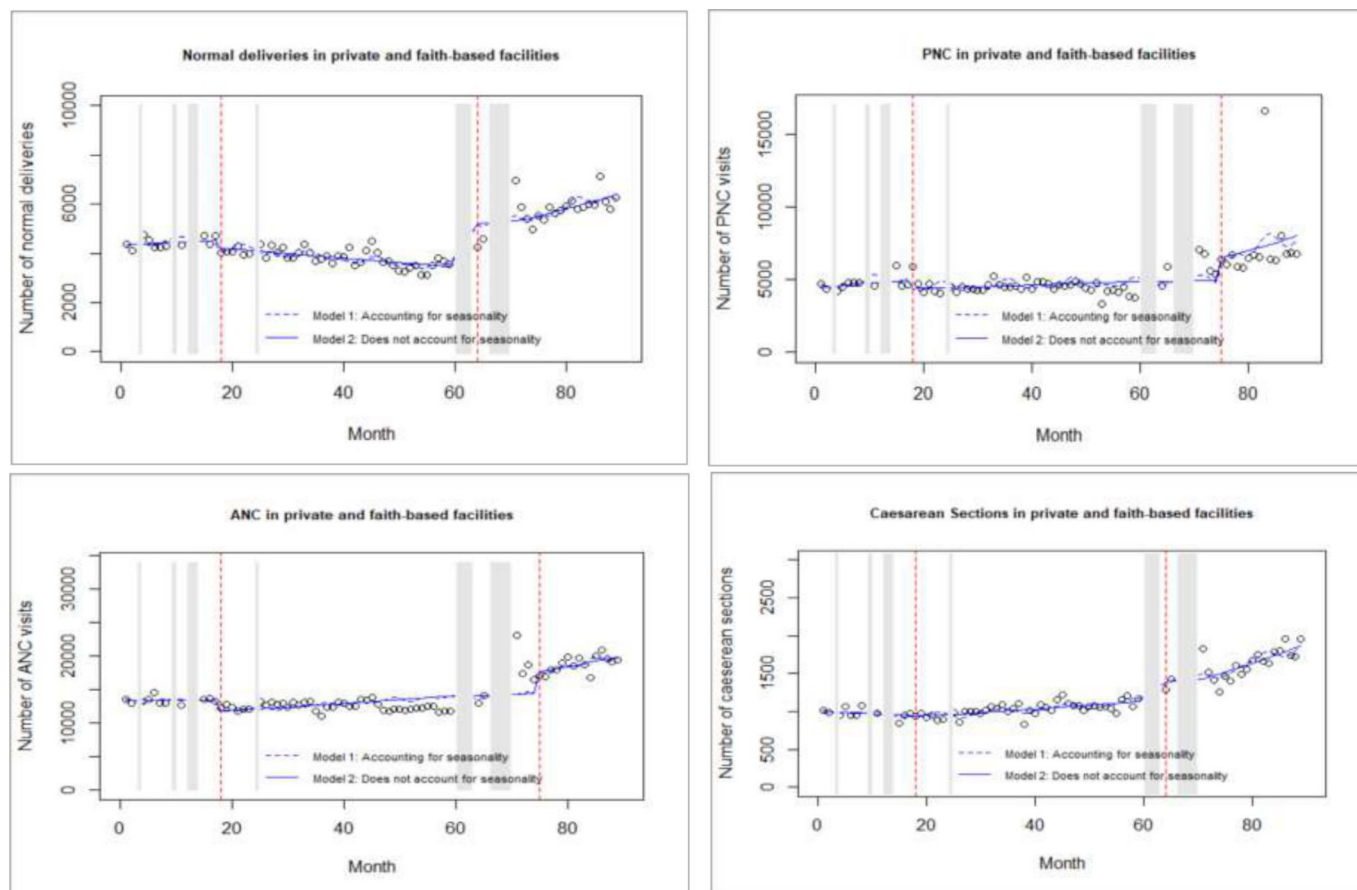 Normal deliveries in private and faith-based facilities
Number of normal deliveries
10000
6000
2000
0
Model 1: Accounting for seasonality
Model 2: Does not account for seasonality
0 20 40 60 80
Month
PNC in private and faith-based facilities
Number of PNC visits
15000
10000
5000
0
Model 1: Accounting for seasonality
Model 2: Does not account for seasonality
0 20 40 60 80
Month
ANC in private and faith-based facilities
Number of ANC visits
30000
20000
10000
0
Model 1: Accounting for seasonality
Model 2: Does not account for seasonality
0 20 40 60 80
Month
Caesarean Sections in private and faith-based facilities
Number of caeserean sections
2500
1500
500
0
Model 1: Accounting for seasonality
Model 2: Does not account for seasonality
0 20 40 60 80
Month